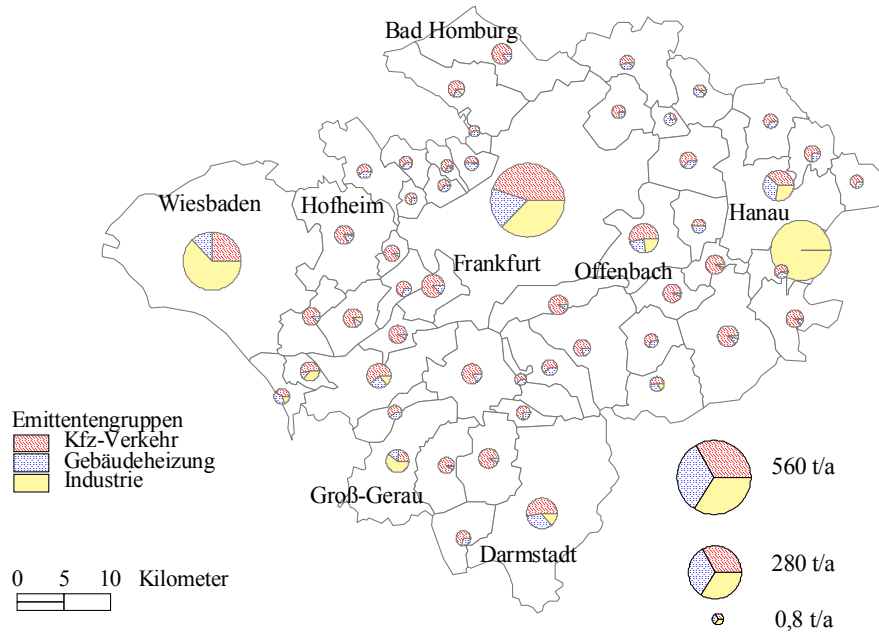 Bad Homburg
Wiesbaden
Hofheim
Hanau
Frankfurt
Offenbach
Emittentengruppen
Kfz-Verkehr
Gebäudeheizung
Industrie
Groß-Gerau
Darmstadt
560 t/a
280 t/a
0,8 t/a
0 5 10 Kilometer